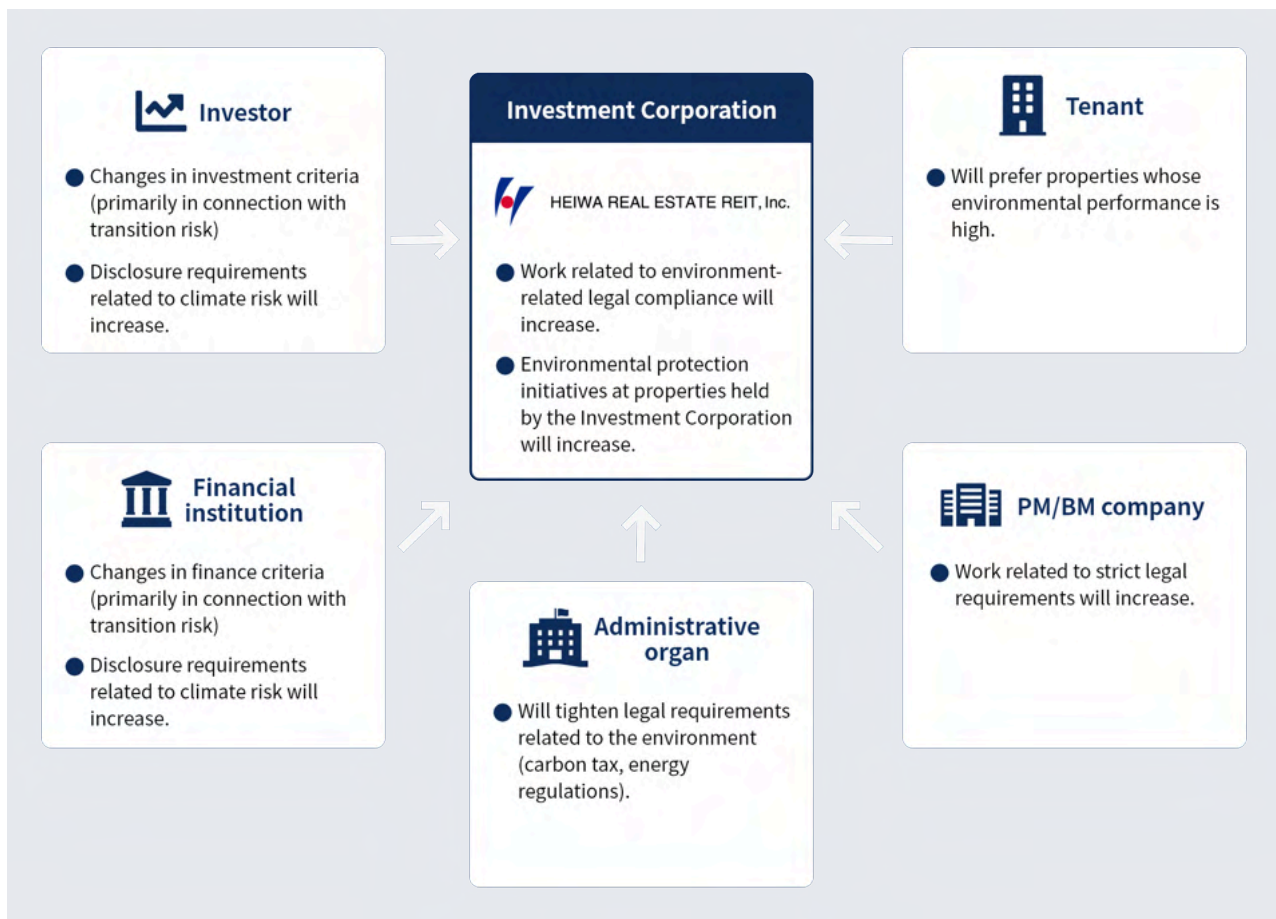 Investor
● Changes in investment criteria
(primarily in connection with
transition risk)
● Disclosure requirements
related to climate risk will
increase.
Investment Corporation
HEIWA REAL ESTATE REIT, Inc.
● Work related to environment-
related legal compliance will
increase.
● Environmental protection
initiatives at properties held
by the Investment Corporation
will increase.
Tenant
● Will prefer properties whose
environmental performance is
high.
Financial
institution
● Changes in finance criteria
(primarily in connection with
transition risk)
● Disclosure requirements
related to climate risk will
increase.
Administrative
organ
● Will tighten legal requirements
related to the environment
(carbon tax, energy
regulations).
PM/BM company
● Work related to strict legal
requirements will increase.